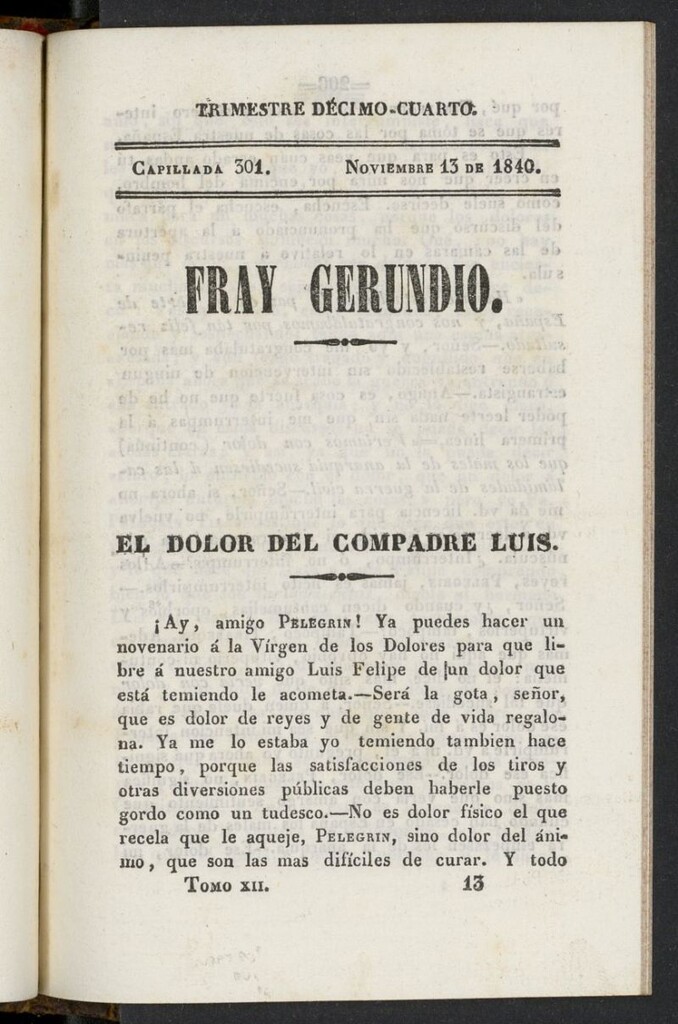 TRIMESTRE DÉCIMO-CUARTO.
CAPILLADA 301. NOVIEMBRE 13 DE 1840.
FRAY GERUNDIO.
EL DOLOR DEL COMPADRE LUIS.
¡Ay, amigo PELEGRIN! Ya puedes hacer un
novenario á la Vírgen de los Dolores para que li-
bre á nuestro amigo Luis Felipe de un dolor que
está temiendo le acometa.—Será la gota, señor,
que es dolor de reyes y de gente de vida regalo-
na. Ya me lo estaba yo temiendo tambien hace
tiempo, porque las satisfacciones de los tiros y
otras diversiones públicas deben haberle puesto
gordo como un tudesco.—No es dolor físico el que
recela que le aqueje, PELEGRIN, sino dolor del áni-
mo, que son las mas difíciles de curar. Y todo
TOMO XII. 13